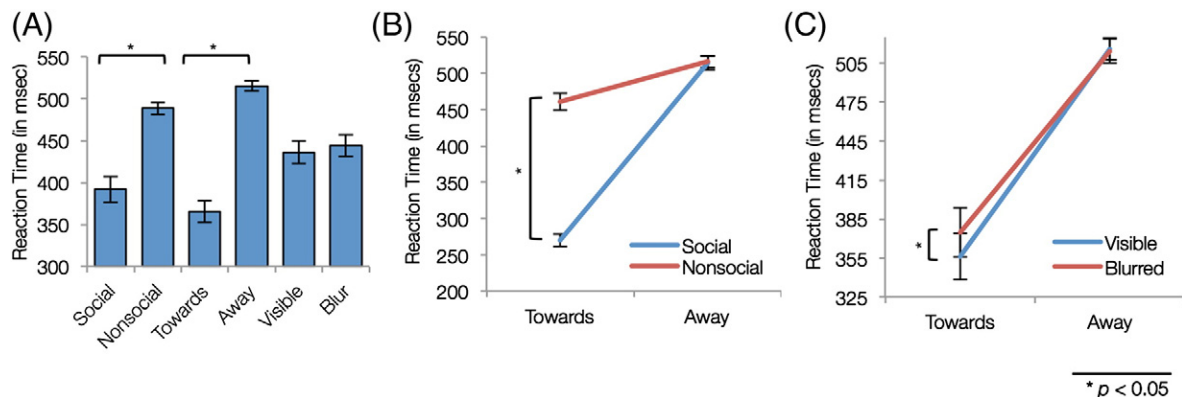 (A)
*
*
Reaction Time (in msec)
550
500
450
400
350
300
Social
Nonsocial
Towards
Away
Visible
Blur
(B)
Reaction Time (in msecs)
550
500
450
400
350
300
250
200
*
Social
Nonsocial
Towards
Away
(C)
Reaction Time (in msecs)
505
475
445
415
385
355
325
*
Visible
Blurred
Towards
Away
* p < 0.05